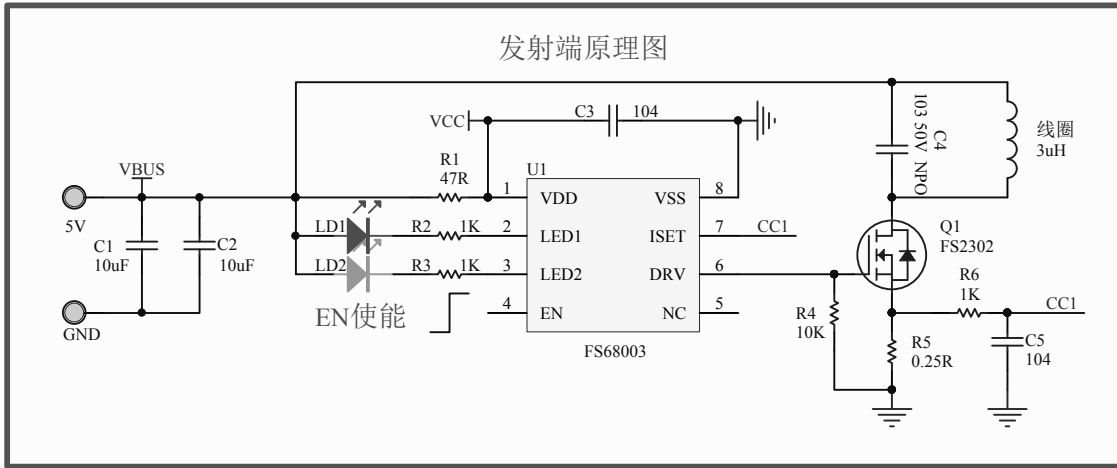 发射端原理图
VCC
C3 104
C4
103 50V NPO
线圈
3uH
VBUS
R1
47R
U1
5V
1 VDD VSS 8
C1
10uF
C2
10uF
LD1 R2 1K 2 LED1 ISET 7 CC1
Q1
FS2302
LD2 R3 1K 3 LED2 DRV 6
EN使能
4 EN NC 5
GND
FS68003
R4
10K
R5
0.25R
R6
1K
CC1
C5
104